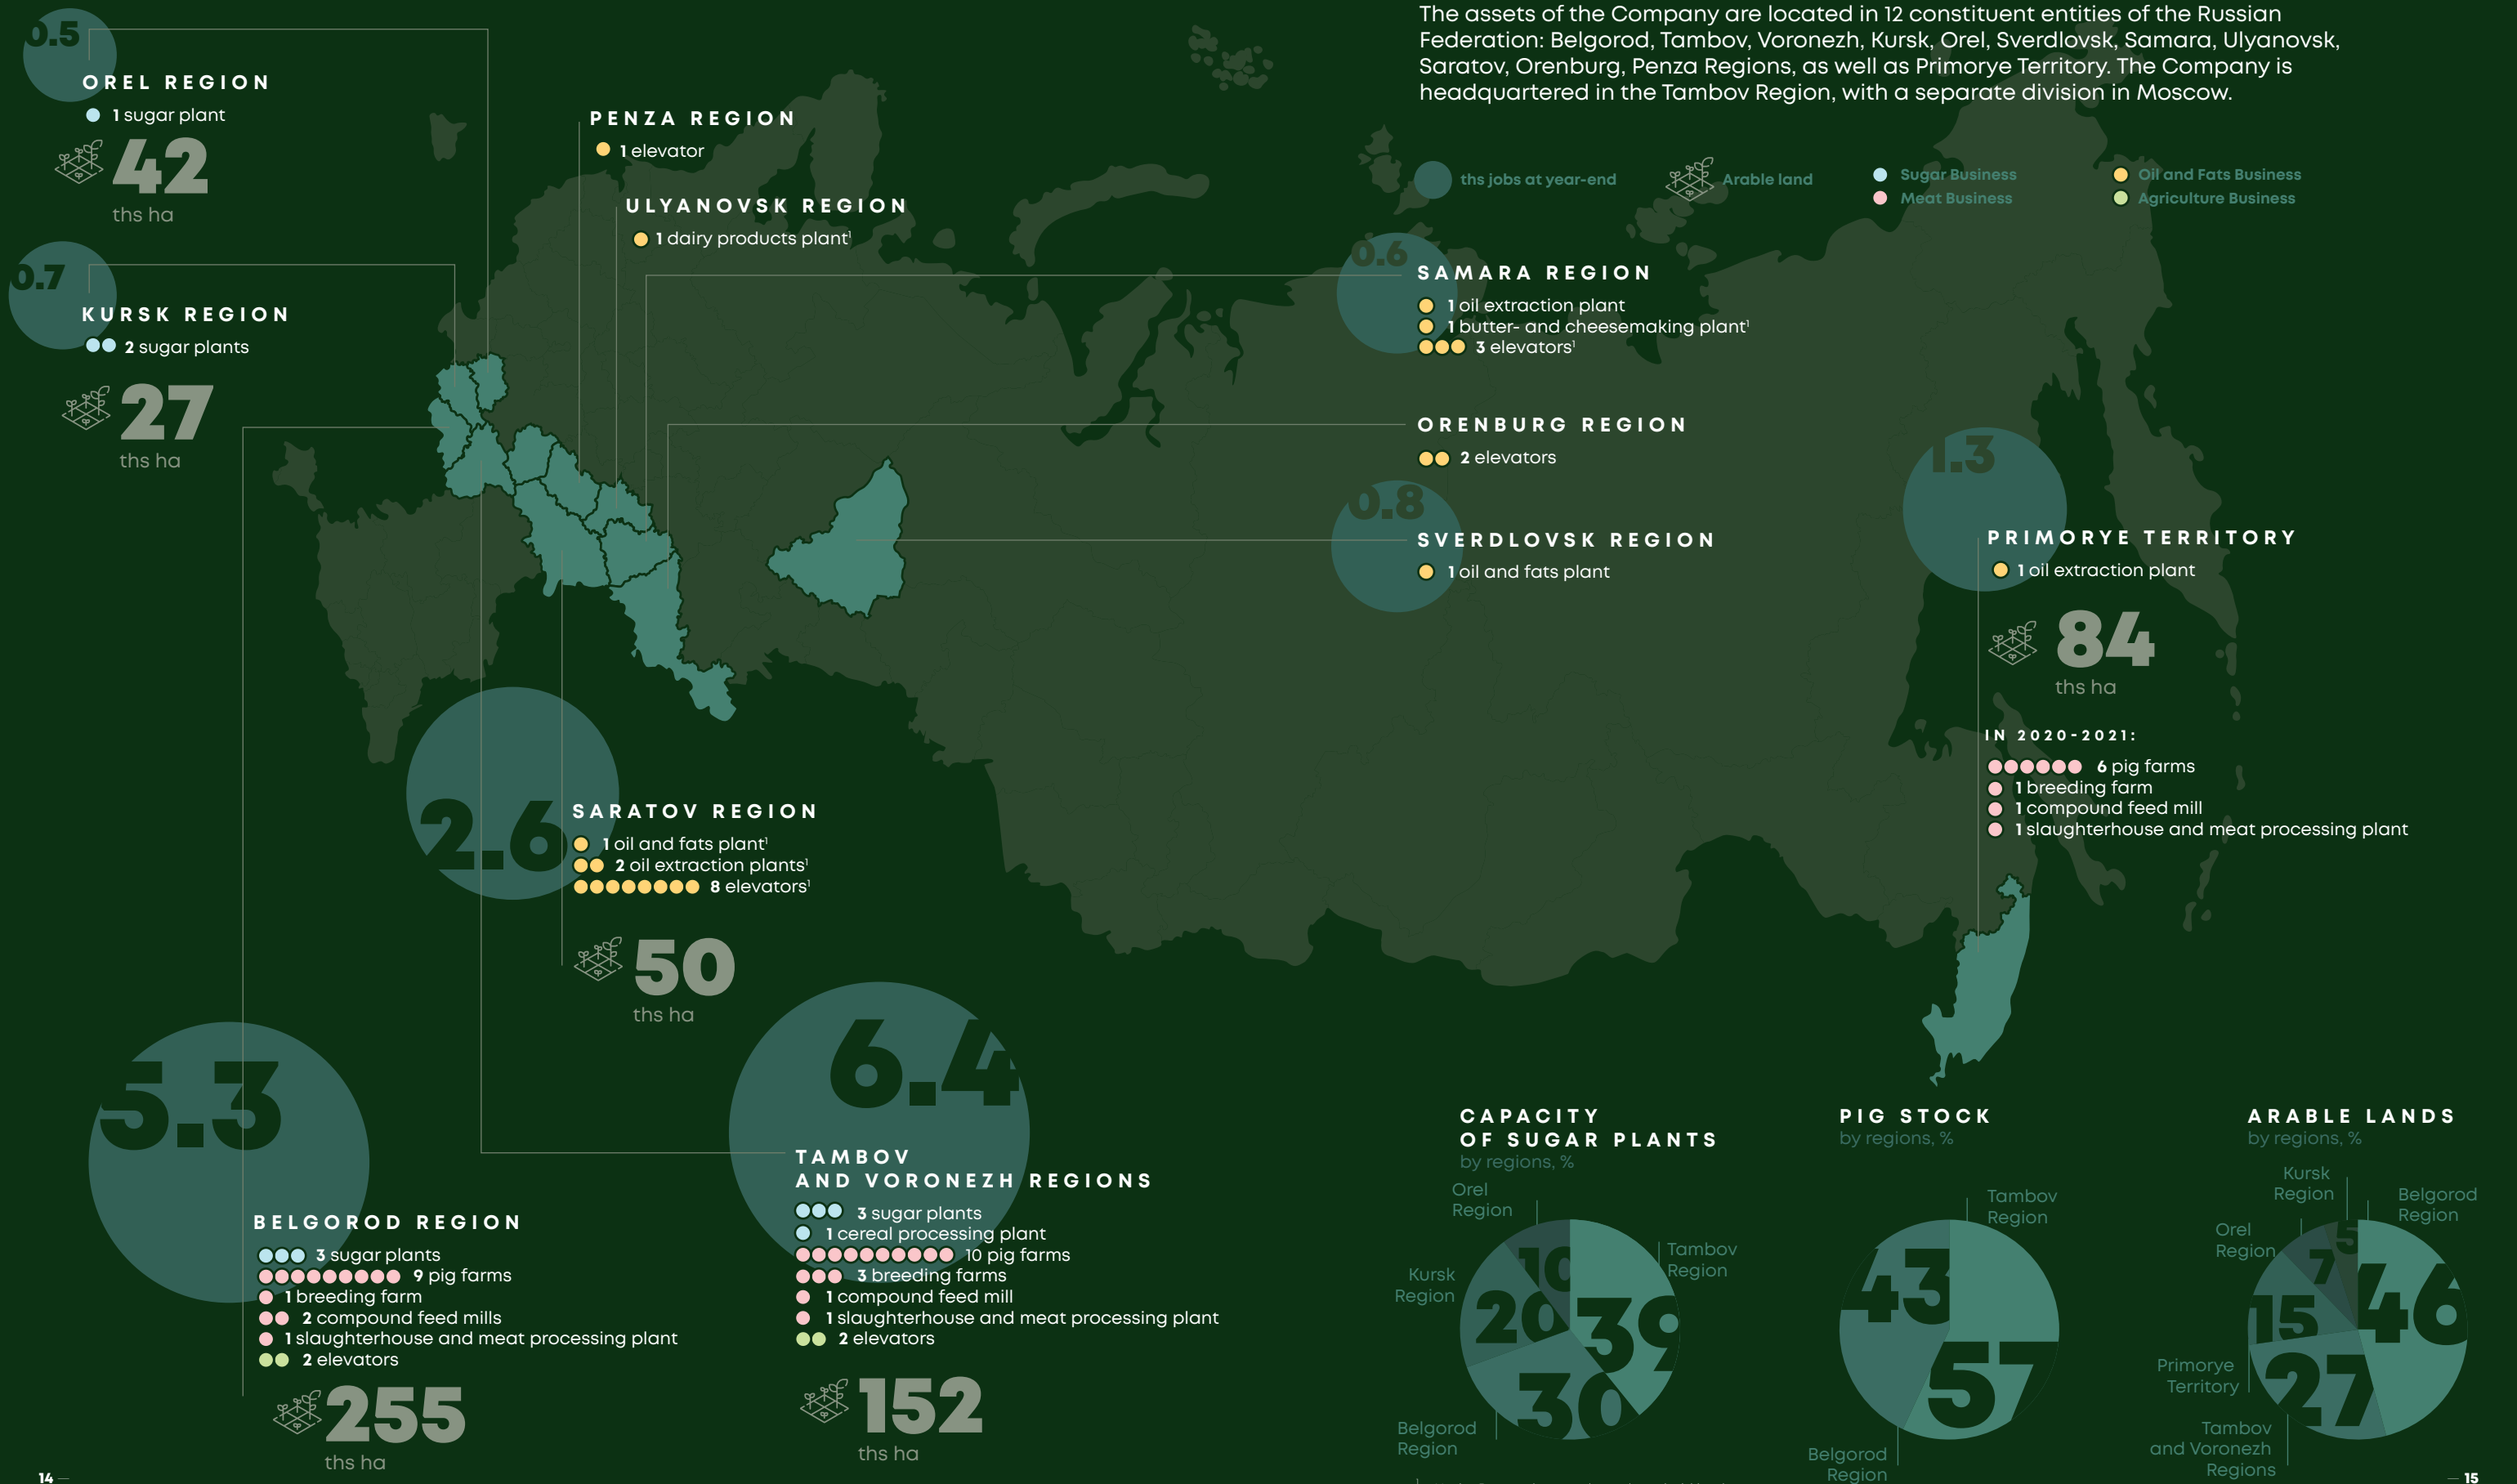 The assets of the Company are located in 12 constituent entities of the Russian
Federation: Belgorod, Tambov, Voronezh, Kursk, Orel, Sverdlovsk, Samara, Ulyanovsk,
Saratov, Orenburg, Penza Regions, as well as Primorye Territory. The Company is
headquartered in the Tambov Region, with a separate division in Moscow.
ths jobs at year-end
Arable land
Sugar Business
Meat Business
Oil and Fats Business
Agriculture Business
0.5
OREL REGION
1 sugar plant
42
ths ha
0.7
KURSK REGION
2 sugar plants
27
ths ha
PENZA REGION
1 elevator
ULYANOVSK REGION
1 dairy products plant¹
0.6
SAMARA REGION
1 oil extraction plant
1 butter- and cheesemaking plant¹
3 elevators¹
ORENBURG REGION
2 elevators
0.8
SVERDLOVSK REGION
1 oil and fats plant
1.3
PRIMORYE TERRITORY
1 oil extraction plant
84
ths ha
IN 2020-2021:
6 pig farms
1 breeding farm
1 compound feed mill
1 slaughterhouse and meat processing plant
2.6
SARATOV REGION
1 oil and fats plant¹
2 oil extraction plants¹
8 elevators¹
50
ths ha
5.3
BELGOROD REGION
3 sugar plants
9 pig farms
1 breeding farm
2 compound feed mills
1 slaughterhouse and meat processing plant
2 elevators
255
ths ha
6.4
TAMBOV
AND VORONEZH REGIONS
3 sugar plants
1 cereal processing plant
10 pig farms
3 breeding farms
1 compound feed mill
1 slaughterhouse and meat processing plant
2 elevators
152
ths ha
CAPACITY
OF SUGAR PLANTS
by regions, %
Orel
Region
10
Tambov
Region
39
Kursk
Region
20
Belgorod
Region
30
PIG STOCK
by regions, %
Tambov
Region
43
57
Belgorod
Region
ARABLE LANDS
by regions, %
Kursk
Region
5
Belgorod
Region
46
Orel
Region
7
15
Primorye
Territory
27
Tambov
and Voronezh
Regions
14
15